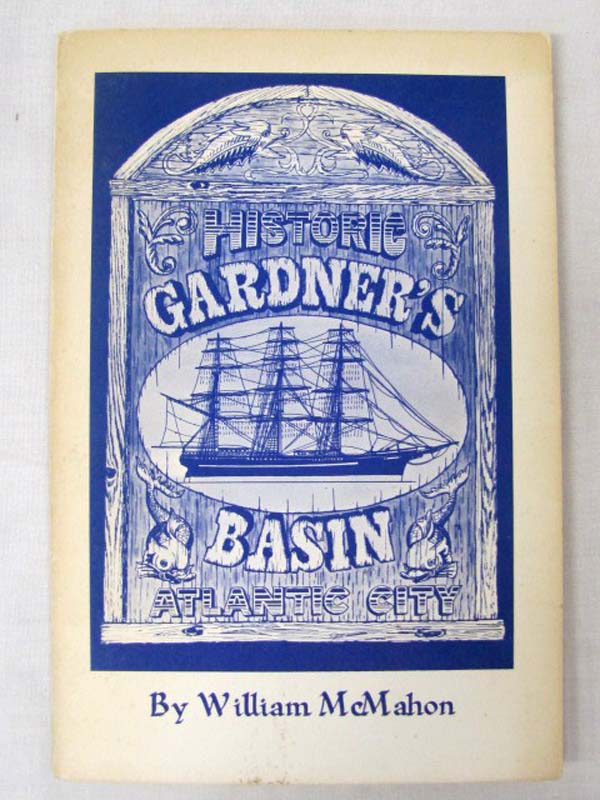 HISTORIC
GARDNER'S
BASIN
ATLANTIC CITY
By William McMahon